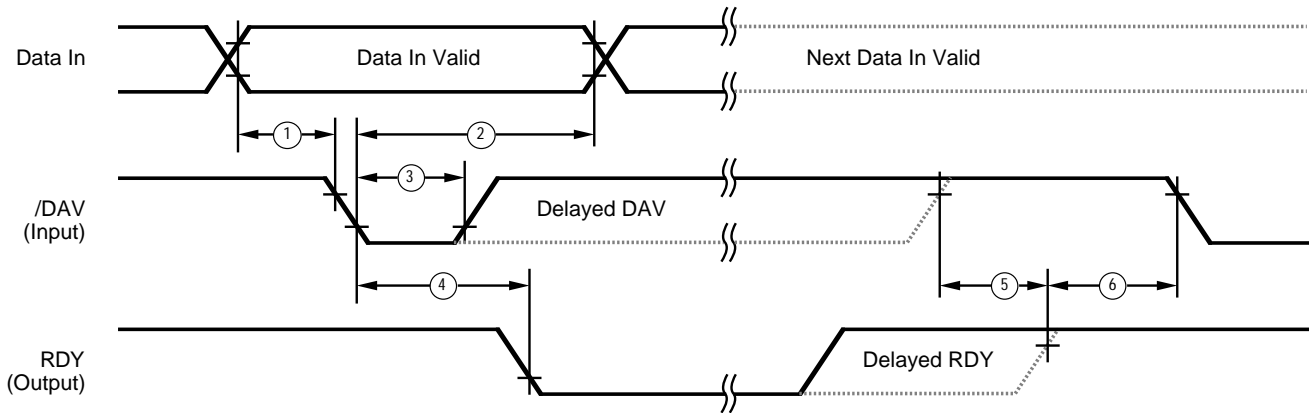 Data In
Data In Valid
Next Data In Valid
1
2
3
/DAV
(Input)
Delayed DAV
4
5
6
RDY
(Output)
Delayed RDY